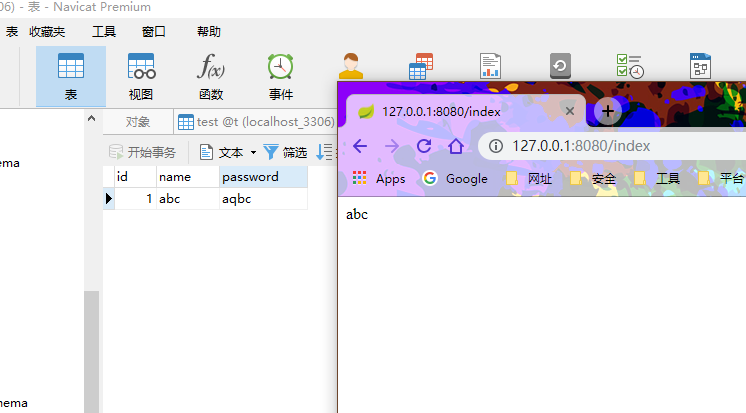 06) - 表 - Navicat Premium
表 收藏夹 工具 窗口 帮助
表 视图 函数 事件
对象 test @t (localhost_3306)
开始事务 文本 筛选
id name password
1 abc aqbc
ema
nema
127.0.0.1:8080/index
127.0.0.1:8080/index
Apps Google 网址 安全 工具 平台
abc